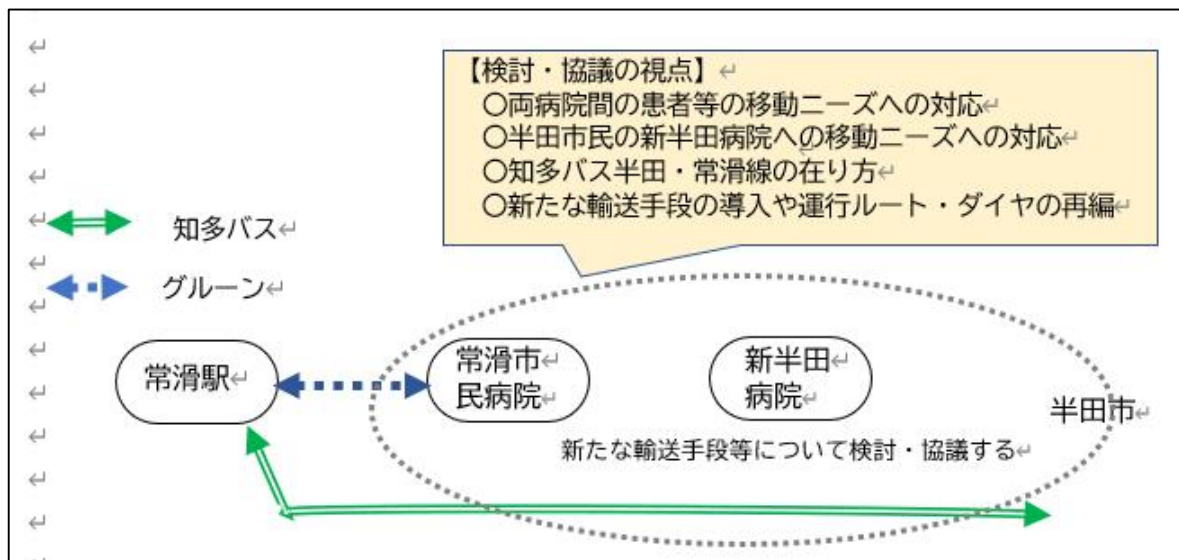 【検討・協議の視点】
〇両病院間の患者等の移動ニーズへの対応
〇半田市民の新半田病院への移動ニーズへの対応
〇知多バス半田・常滑線の在り方
〇新たな輸送手段の導入や運行ルート・ダイヤの再編
知多バス
グルーン
常滑駅
常滑市
民病院
新半田
病院
半田市
新たな輸送手段等について検討・協議する